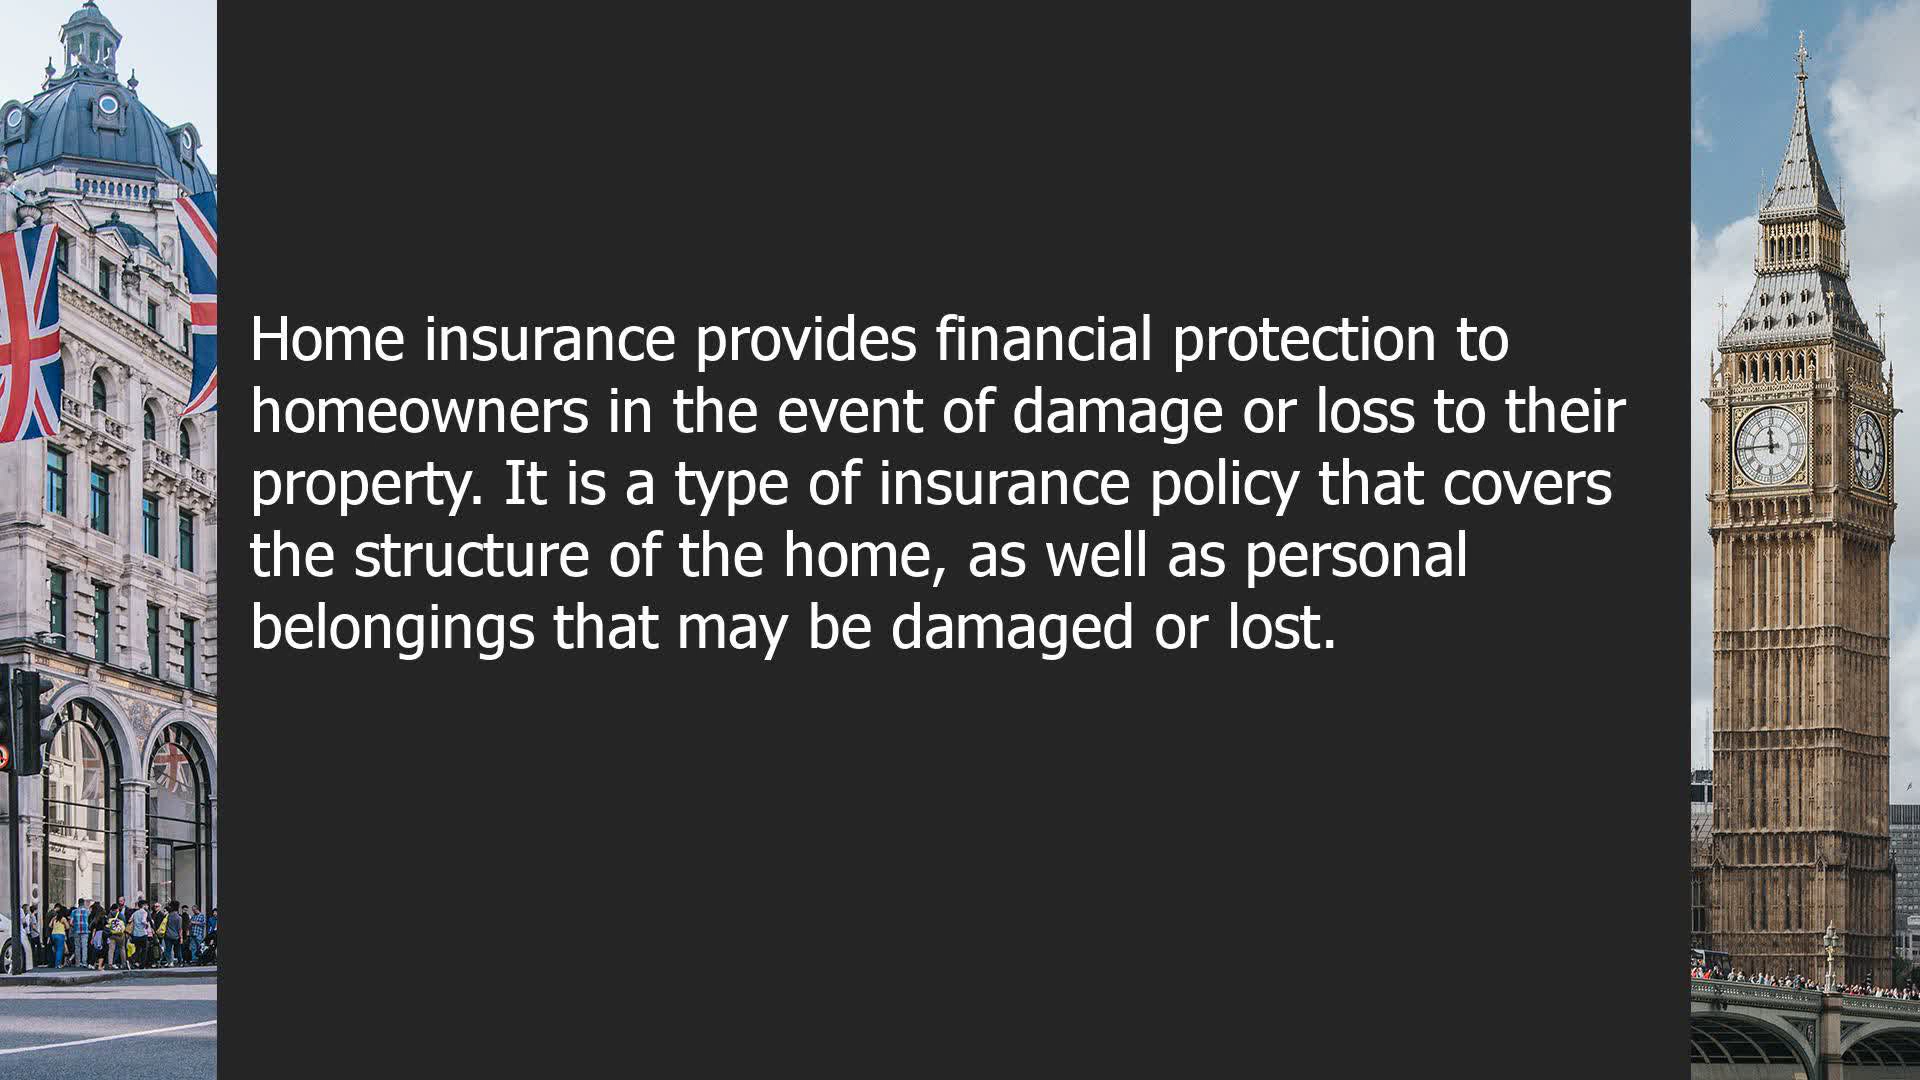 Home insurance provides financial protection to
homeowners in the event of damage or loss to their
property. It is a type of insurance policy that covers
the structure of the home, as well as personal
belongings that may be damaged or lost.